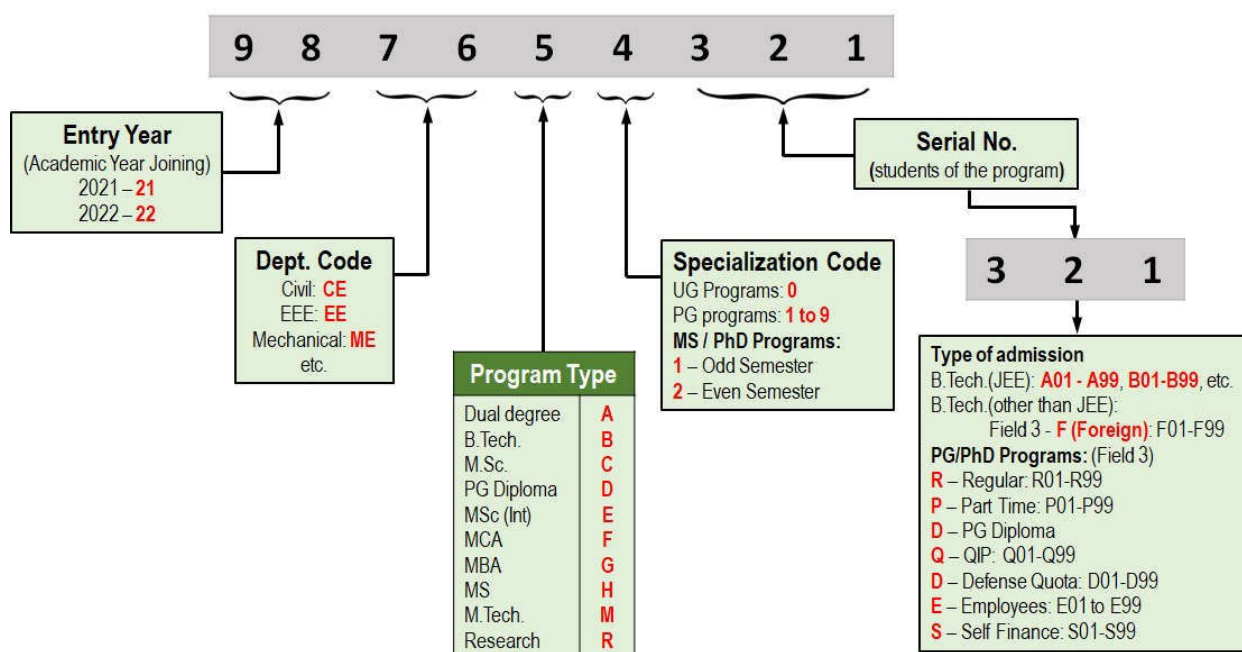 9 8 7 6 5 4 3 2 1
Entry Year
(Academic Year Joining)
2021 – 21
2022 – 22
Serial No.
(students of the program)
Dept. Code
Civil: CE
EEE: EE
Mechanical: ME
etc.
Specialization Code
UG Programs: 0
PG programs: 1 to 9
MS / PhD Programs:
1 – Odd Semester
2 – Even Semester
3 2 1
Program Type
Dual degree A
B.Tech. B
M.Sc. C
PG Diploma D
MSc (Int) E
MCA F
MBA G
MS H
M.Tech. M
Research R
Type of admission
B.Tech.(JEE): A01 - A99, B01-B99, etc.
B.Tech.(other than JEE):
Field 3 - F (Foreign): F01-F99
PG/PhD Programs: (Field 3)
R – Regular: R01-R99
P – Part Time: P01-P99
D – PG Diploma
Q – QIP: Q01-Q99
D – Defense Quota: D01-D99
E – Employees: E01 to E99
S – Self Finance: S01-S99